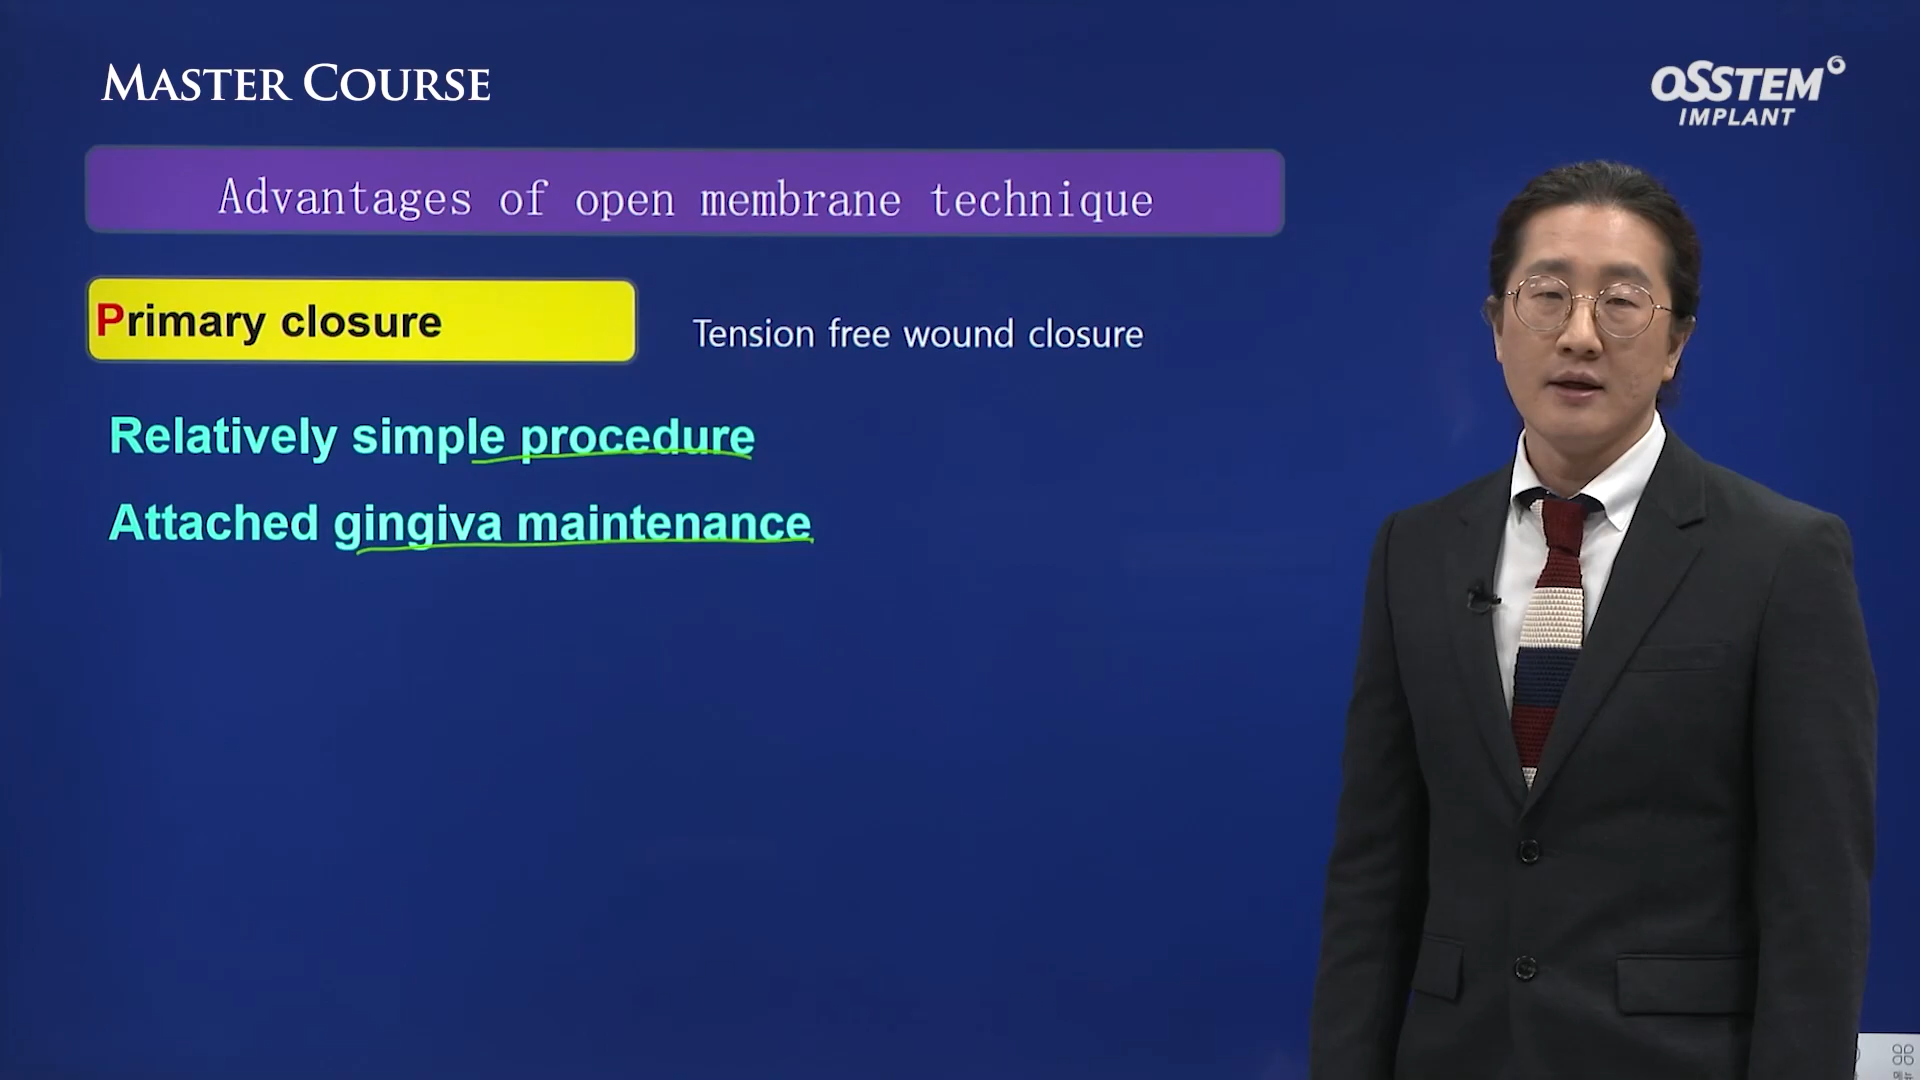 MASTER COURSE
OSSTEM
IMPLANT
Advantages of open membrane technique
Primary closure
Tension free wound closure
Relatively simple procedure
Attached gingiva maintenance